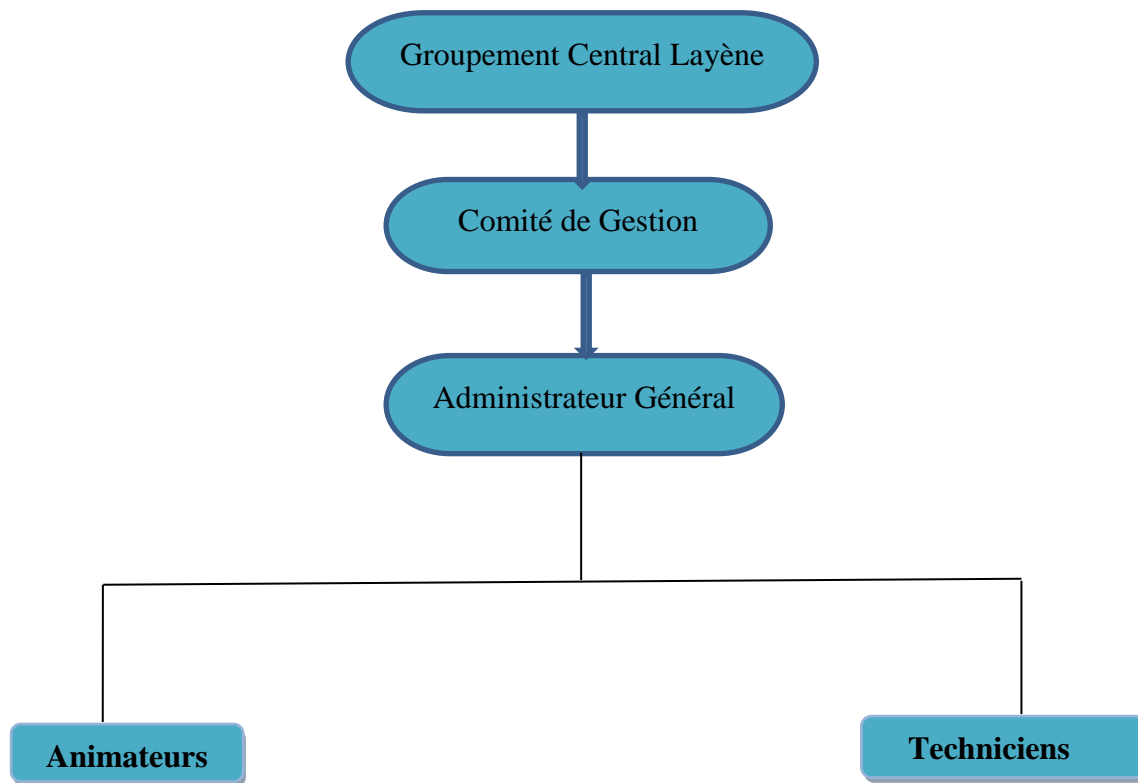 Groupement Central Layène
Comité de Gestion
Administrateur Général
Animateurs
Techniciens